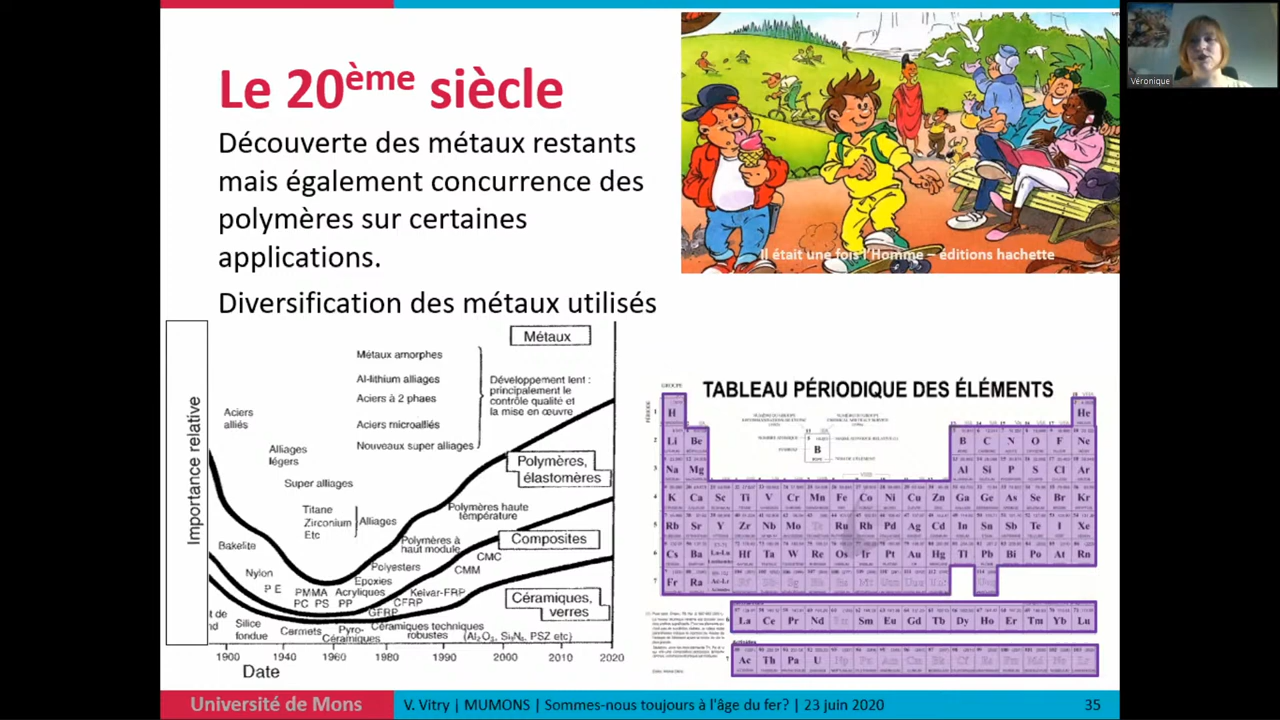 Le 20ème siècle
Découverte des métaux restants
mais également concurrence des
polymères sur certaines
applications.
Diversification des métaux utilisés
Il était une fois l'Homme – éditions hachette
Véronique
Importance relative
Métaux
Métaux amorphes
Al-lithium alliages
Aciers à 2 phaes
Aciers microalliés
Nouveaux super alliages
Développement lent :
principalement le
contrôle qualité et
la mise en œuvre
Aciers
alliés
Alliages
légers
Super alliages
Titane
Zirconium
Etc
Alliages
Polymères,
élastomères
Polymères haute
température
Polymères à
haut module
Composites
Bakelite
Nylon
P E
PMMA
Acryliques
PC PS PP
Polyesters
Epoxies
CMC
CMM
Kelvar-FRP
CFRP
GFRP
Céramiques,
verres
Silice
fondue
Cermets
Pyro-
Céramiques
Céramiques techniques
robustes
(Al2O3, Si3N4, PSZ etc)
1900 1940 1960 1980 1990 2000 2010 2020
Date
TABLEAU PÉRIODIQUE DES ÉLÉMENTS
GROUPE
PÉRIODE
H He
Li Be B C N O F Ne
Na Mg Al Si P S Cl Ar
K Ca Sc Ti V Cr Mn Fe Co Ni Cu Zn Ga Ge As Se Br Kr
Rb Sr Y Zr Nb Mo Tc Ru Rh Pd Ag Cd In Sn Sb Te I Xe
Cs Ba La-Lu Hf Ta W Re Os Ir Pt Au Hg Tl Pb Bi Po At Rn
Fr Ra Ac-Lr
La Ce Pr Nd Sm Eu Gd Tb Dy Ho Er Tm Yb Lu
Ac Th Pa U
Université de Mons
V. Vitry | MUMONS | Sommes-nous toujours à l'âge du fer? | 23 juin 2020
35